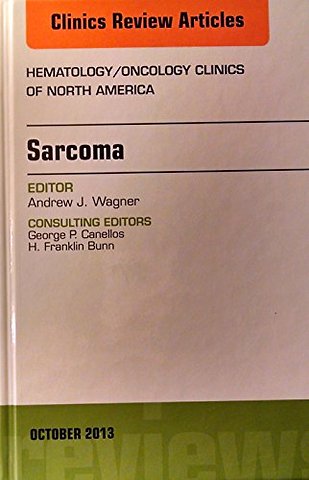 Clinics Review Articles
HEMATOLOGY/ONCOLOGY CLINICS
OF NORTH AMERICA
Sarcoma
EDITOR
Andrew J. Wagner
CONSULTING EDITORS
George P. Canellos
H. Franklin Bunn
OCTOBER 2013
reviews